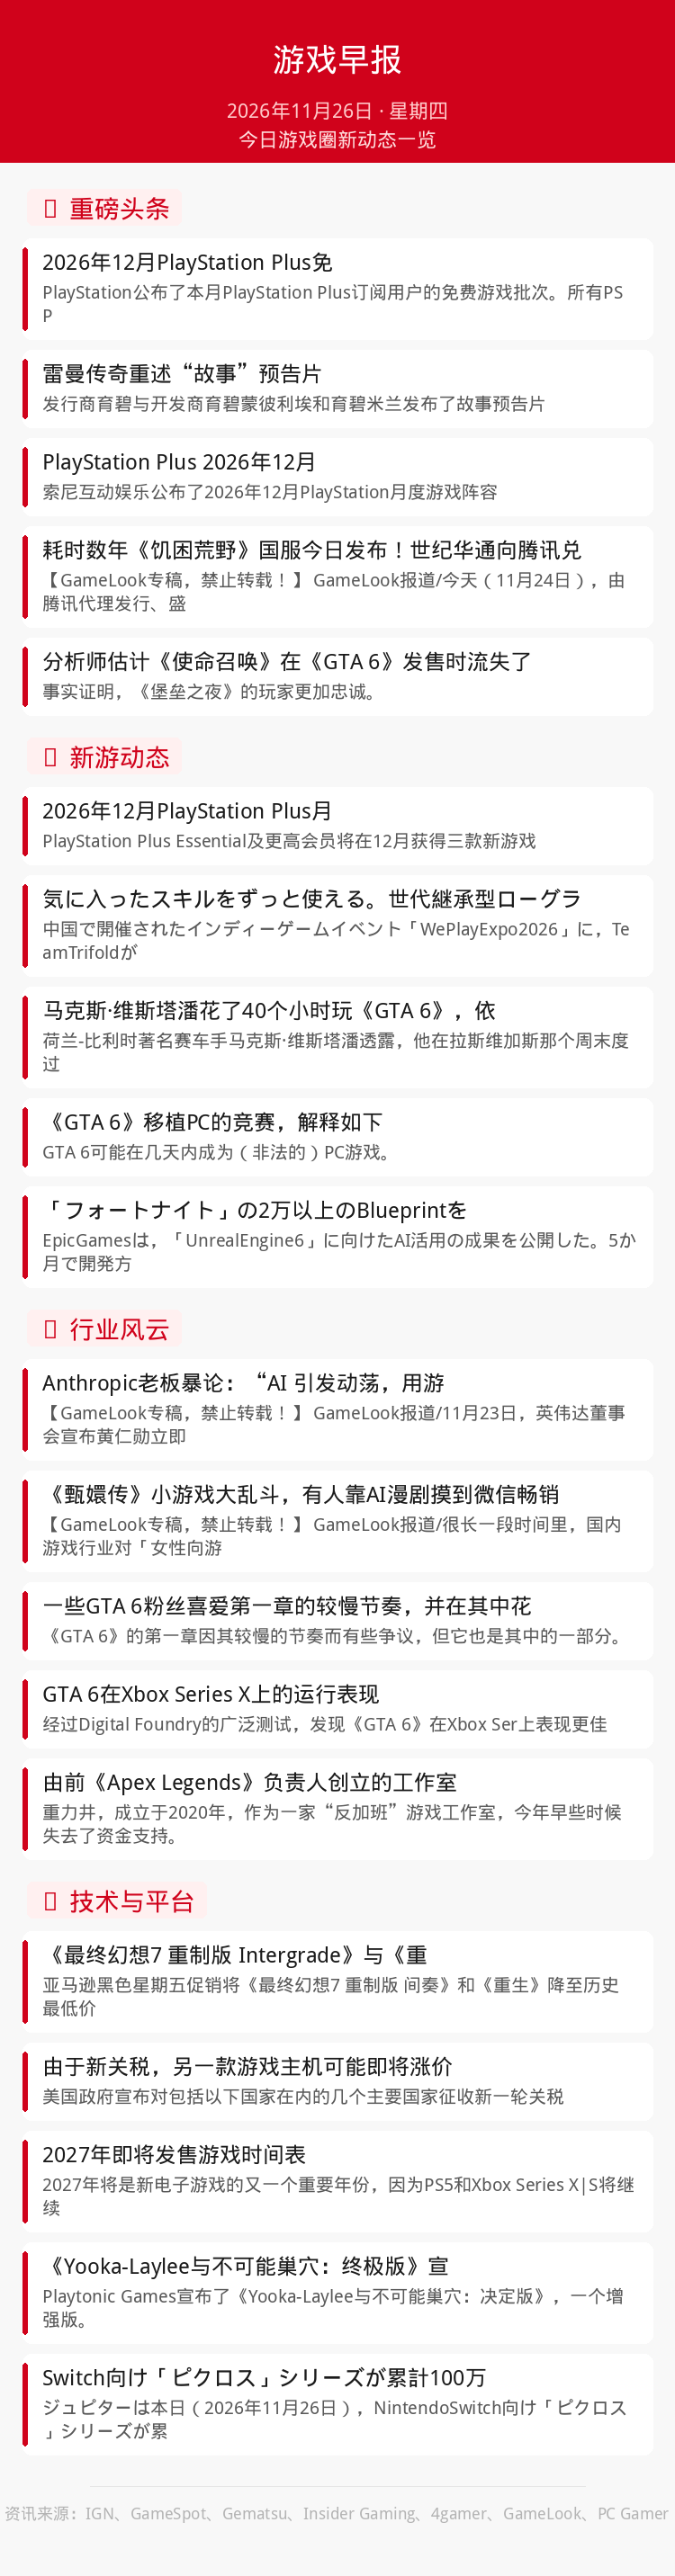 游戏早报
2026年11月26日 · 星期四
今日游戏圈新动态一览
重磅头条
2026年12月PlayStation Plus免
PlayStation公布了本月PlayStation Plus订阅用户的免费游戏批次。所有PS
P
雷曼传奇重述“故事”预告片
发行商育碧与开发商育碧蒙彼利埃和育碧米兰发布了故事预告片
PlayStation Plus 2026年12月
索尼互动娱乐公布了2026年12月PlayStation月度游戏阵容
耗时数年《饥困荒野》国服今日发布！世纪华通向腾讯兑
【GameLook专稿，禁止转载！】GameLook报道/今天（11月24日），由
腾讯代理发行、盛
分析师估计《使命召唤》在《GTA 6》发售时流失了
事实证明，《堡垒之夜》的玩家更加忠诚。
新游动态
2026年12月PlayStation Plus月
PlayStation Plus Essential及更高会员将在12月获得三款新游戏
気に入ったスキルをずっと使える。世代継承型ローグラ
中国で開催されたインディーゲームイベント「WePlayExpo2026」に，Te
amTrifoldが
马克斯·维斯塔潘花了40个小时玩《GTA 6》，依
荷兰-比利时著名赛车手马克斯·维斯塔潘透露，他在拉斯维加斯那个周末度
过
《GTA 6》移植PC的竞赛，解释如下
GTA 6可能在几天内成为（非法的）PC游戏。
「フォートナイト」の2万以上のBlueprintを
EpicGamesは，「UnrealEngine6」に向けたAI活用の成果を公開した。5か
月で開発方
行业风云
Anthropic老板暴论：“AI 引发动荡，用游
【GameLook专稿，禁止转载！】GameLook报道/11月23日，英伟达董事
会宣布黄仁勋立即
《甄嬛传》小游戏大乱斗，有人靠AI漫剧摸到微信畅销
【GameLook专稿，禁止转载！】GameLook报道/很长一段时间里，国内
游戏行业对「女性向游
一些GTA 6粉丝喜爱第一章的较慢节奏，并在其中花
《GTA 6》的第一章因其较慢的节奏而有些争议，但它也是其中的一部分。
GTA 6在Xbox Series X上的运行表现
经过Digital Foundry的广泛测试，发现《GTA 6》在Xbox Ser上表现更佳
由前《Apex Legends》负责人创立的工作室
重力井，成立于2020年，作为一家“反加班”游戏工作室，今年早些时候
失去了资金支持。
技术与平台
《最终幻想7 重制版 Intergrade》与《重
亚马逊黑色星期五促销将《最终幻想7 重制版 间奏》和《重生》降至历史
最低价
由于新关税，另一款游戏主机可能即将涨价
美国政府宣布对包括以下国家在内的几个主要国家征收新一轮关税
2027年即将发售游戏时间表
2027年将是新电子游戏的又一个重要年份，因为PS5和Xbox Series X|S将继
续
《Yooka-Laylee与不可能巢穴：终极版》宣
Playtonic Games宣布了《Yooka-Laylee与不可能巢穴：决定版》，一个增
强版。
Switch向け「ピクロス」シリーズが累計100万
ジュピターは本日（2026年11月26日），NintendoSwitch向け「ピクロス
」シリーズが累
资讯来源：IGN、GameSpot、Gematsu、Insider Gaming、4gamer、GameLook、PC Gamer